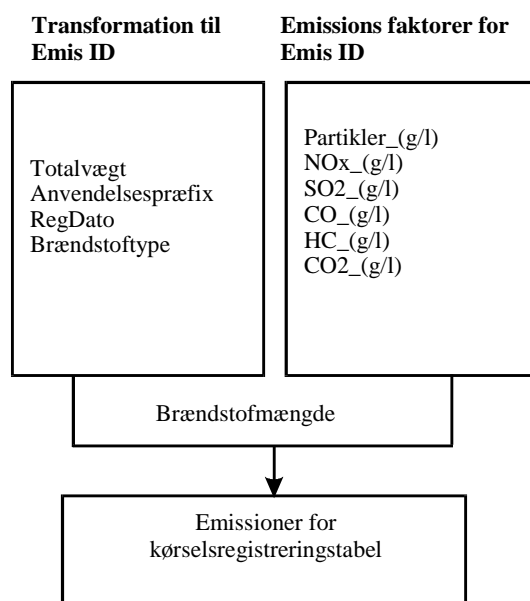 Transformation til
Emis ID
Emissions faktorer for
Emis ID
Totalvægt
Anvendelsespræfix
RegDato
Brændstoftype
Partikler_(g/l)
NOx_(g/l)
SO2_(g/l)
CO_(g/l)
HC_(g/l)
CO2_(g/l)
Brændstofmængde
Emissioner for
kørselsregistreringstabel